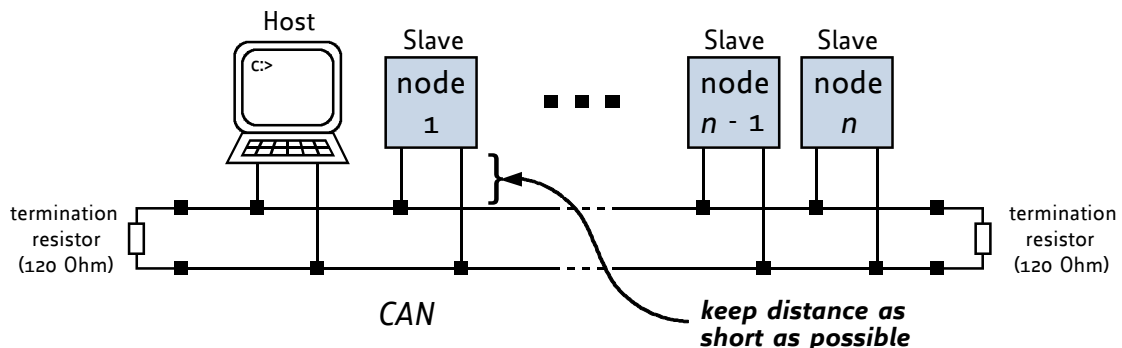 Host
C:>
Slave
node
1
Slave
node
n - 1
Slave
node
n
termination
resistor
(120 Ohm)
termination
resistor
(120 Ohm)
CAN
keep distance as
short as possible